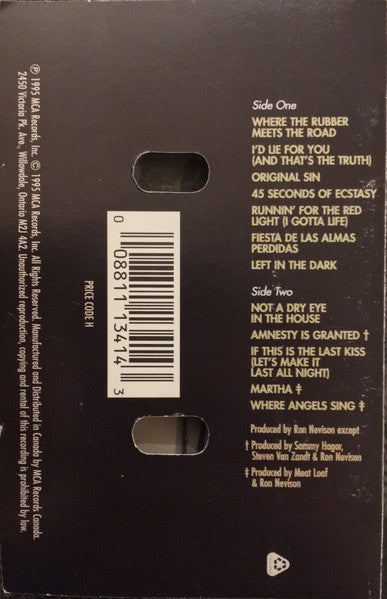 Side One
WHERE THE RUBBER
MEETS THE ROAD
I'D LIE FOR YOU
(AND THAT'S THE TRUTH)
ORIGINAL SIN
45 SECONDS OF ECSTASY
RUNNIN' FOR THE RED
LIGHT (I GOTTA LIFE)
FIESTA DE LAS ALMAS
PERDIDAS
LEFT IN THE DARK
Side Two
NOT A DRY EYE
IN THE HOUSE
AMNESTY IS GRANTED †
IF THIS IS THE LAST KISS
(LET'S MAKE IT
LAST ALL NIGHT)
MARTHA ‡
WHERE ANGELS SING ‡
Produced by Ron Nevison except
† Produced by Sammy Hagar,
Steven Van Zandt & Ron Nevison
‡ Produced by Meat Loaf
& Ron Nevison
0 08811 13414 3
PRICE CODE H
℗ 1995 MCA Records, Inc. © 1995 MCA Records, Inc. All Rights Reserved. Manufactured and Distributed in Canada by MCA Records Canada.
2450 Victoria Pk. Ave., Willowdale, Ontario M2J 4A2. Unauthorized reproduction, copying and rental of this recording is prohibited by law.